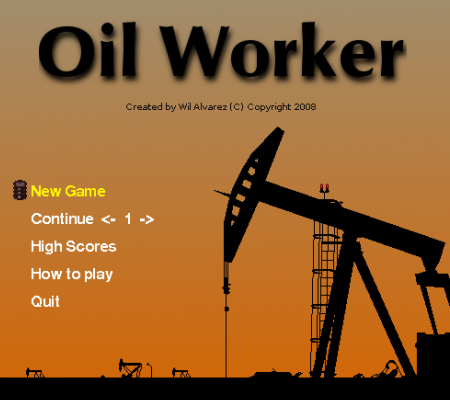 Oil Worker
Created by Wil Alvarez (C) Copyright 2008
New Game
Continue <- 1 ->
High Scores
How to play
Quit